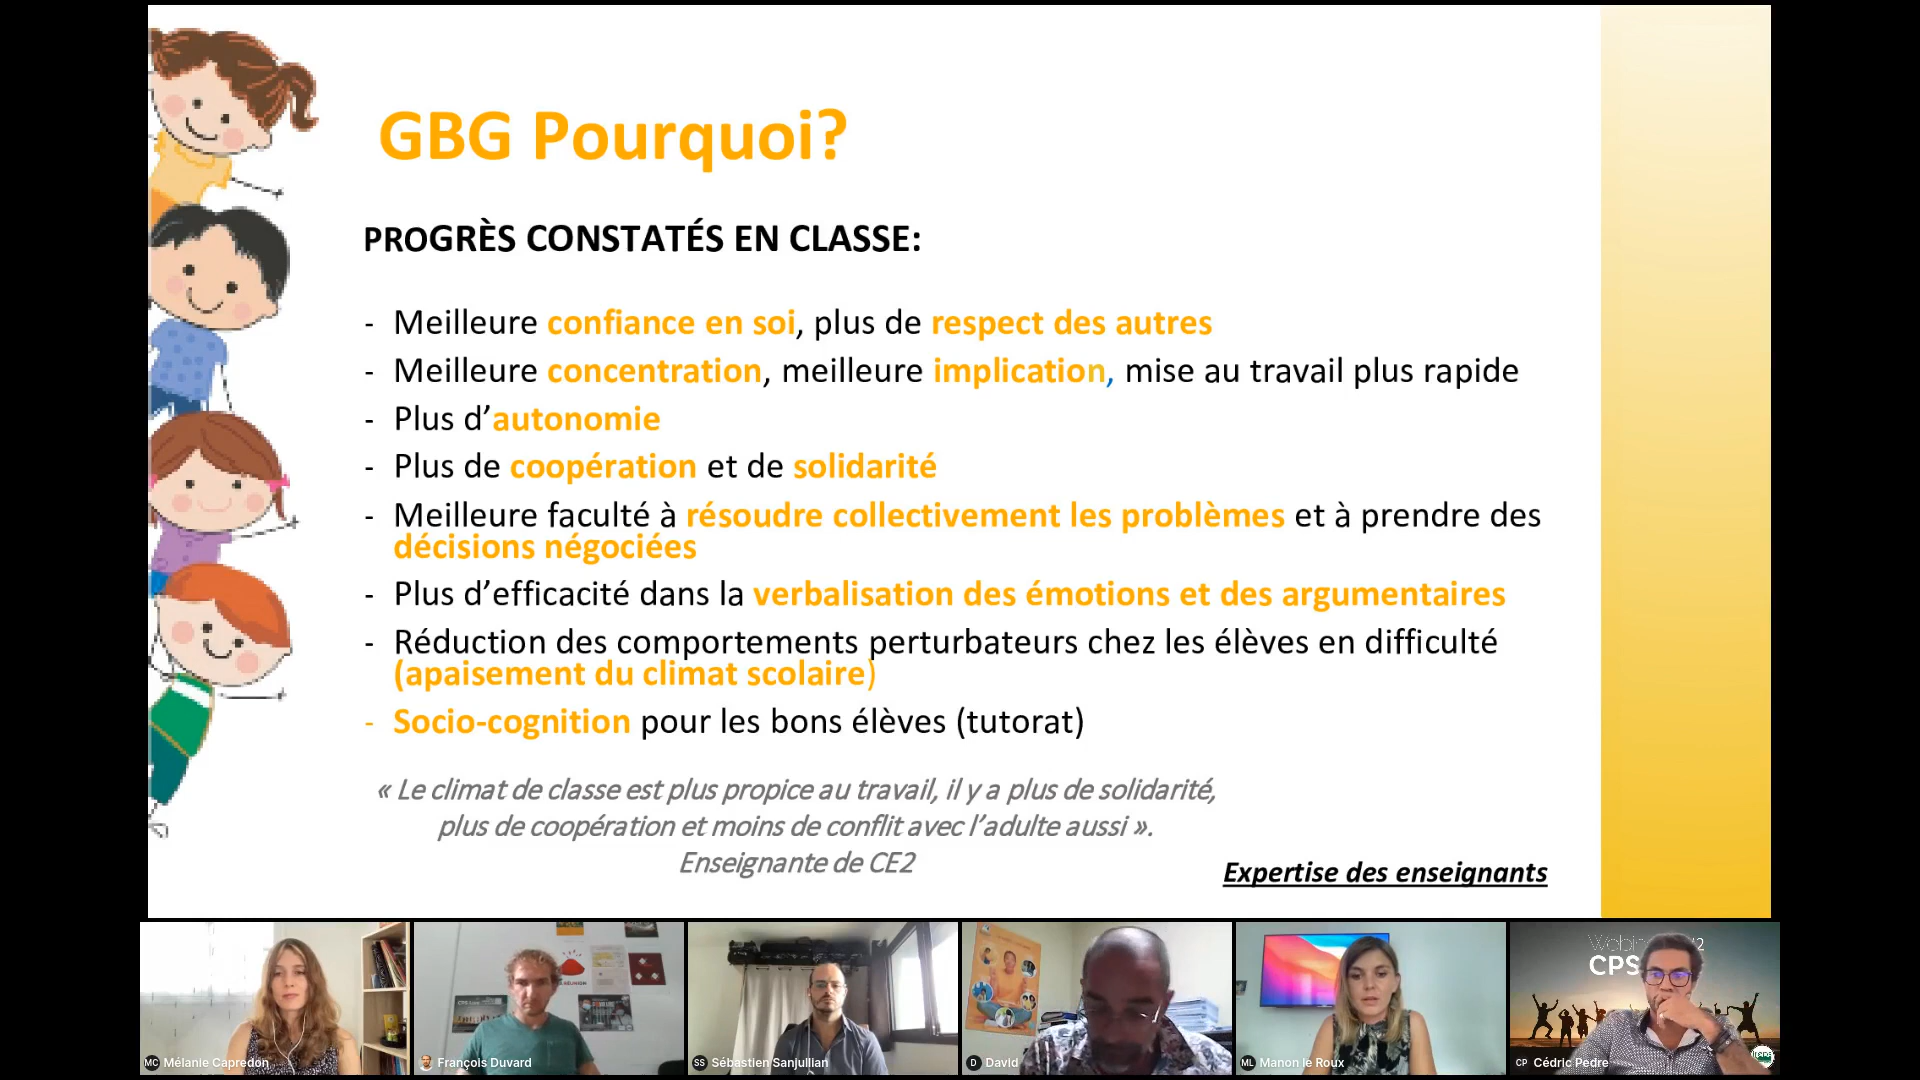 GBG Pourquoi?
PROGRÈS CONSTATÉS EN CLASSE:
- Meilleure confiance en soi, plus de respect des autres
- Meilleure concentration, meilleure implication, mise au travail plus rapide
- Plus d’autonomie
- Plus de coopération et de solidarité
- Meilleure faculté à résoudre collectivement les problèmes et à prendre des
décisions négociées
- Plus d’efficacité dans la verbalisation des émotions et des argumentaires
- Réduction des comportements perturbateurs chez les élèves en difficulté
(apaisement du climat scolaire)
- Socio-cognition pour les bons élèves (tutorat)
« Le climat de classe est plus propice au travail, il y a plus de solidarité,
plus de coopération et moins de conflit avec l’adulte aussi ».
Enseignante de CE2
Expertise des enseignants
MC Mélanie Capredon
François Duvard
SS Sébastien Sanjullian
D David
ML Manon le Roux
CPS
CP Cédric Pedre